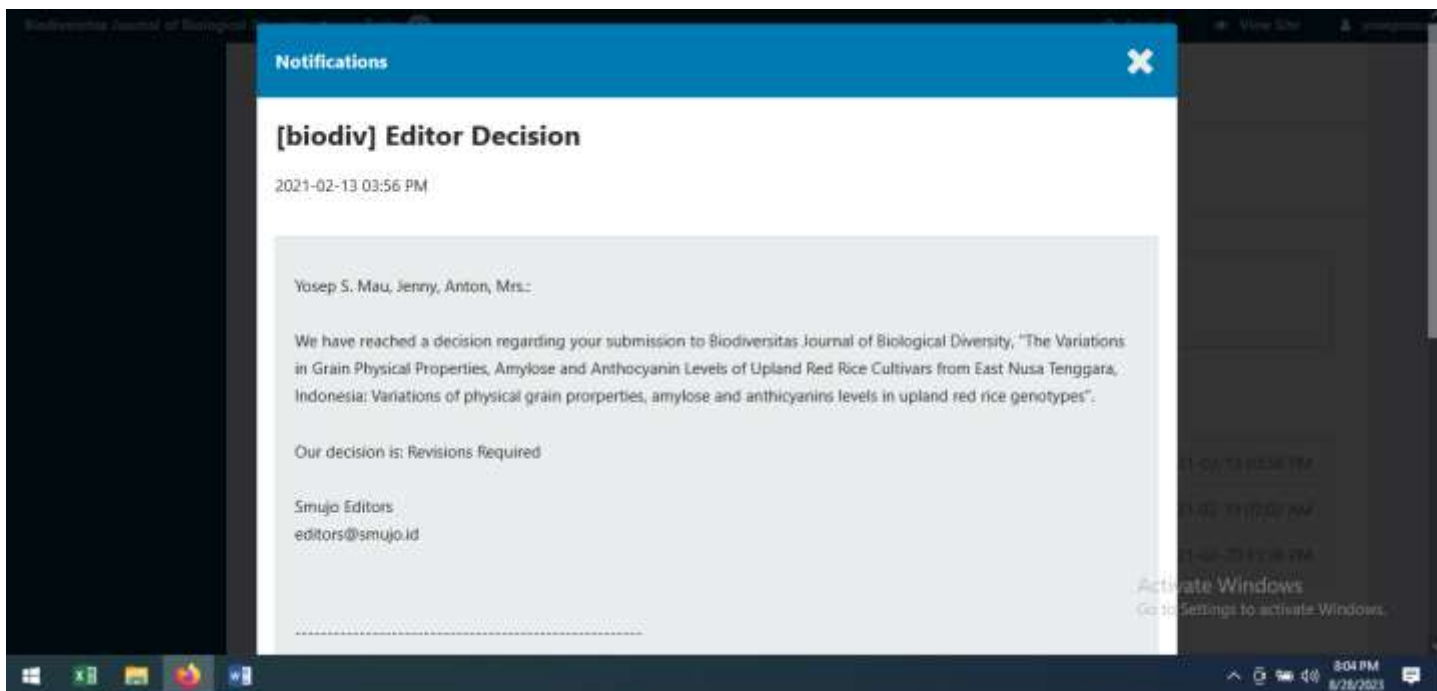 View Site
Notifications
[biodiv] Editor Decision
2021-02-13 03:56 PM
Yosep S. Mau, Jenny, Anton, Mrs.:
We have reached a decision regarding your submission to Biodiversitas Journal of Biological Diversity, "The Variations
in Grain Physical Properties, Amylose and Anthocyanin Levels of Upland Red Rice Cultivars from East Nusa Tenggara,
Indonesia: Variations of physical grain prorperties, amylose and anthicyanins levels in upland red rice genotypes".
Our decision is: Revisions Required
Smujo Editors
editors@smujo.id
------------------------------------------------------
Activate Windows
Go to Settings to activate Windows.
8:04 PM
8/28/2023